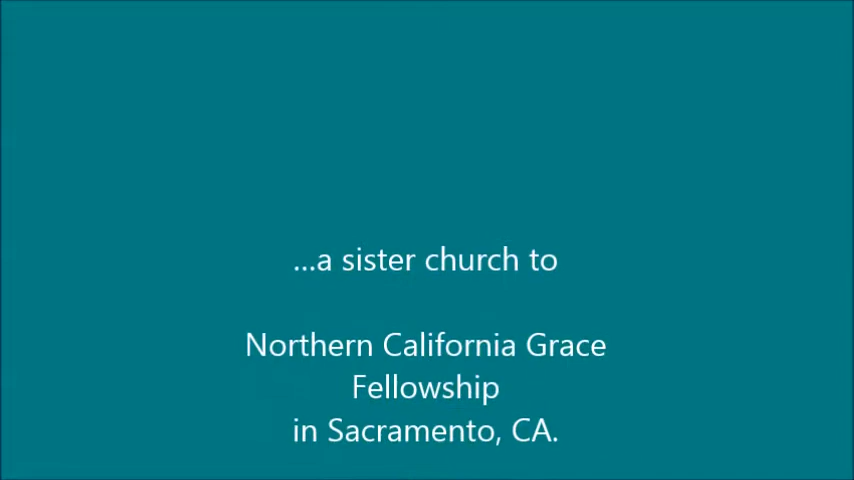 ...a sister church to
Northern California Grace
Fellowship
in Sacramento, CA.